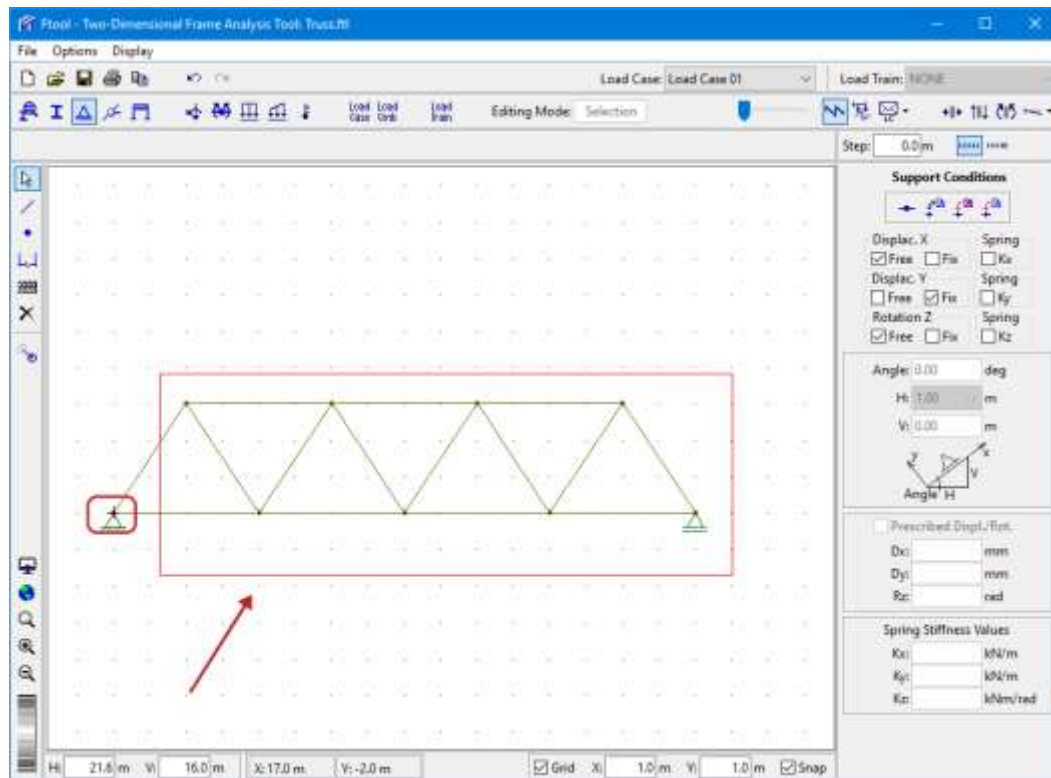 Ftool - Two-Dimensional Frame Analysis Tool: Truss.ftl
File Options Display
Load Case: Load Case 01 Load Train: NONE
Load Case Load Comb Load Train Editing Mode: Selection
Step: 0.0 m
Support Conditions
Displac. X Spring
Free Fix Kx
Displac. Y Spring
Free Fix Ky
Rotation Z Spring
Free Fix Kz
Angle: 0.00 deg
H: 1.00 m
V: 0.00 m
y x
V
Angle H
Prescribed Displ./Rot.
Dx: mm
Dy: mm
Rz: rad
Spring Stiffness Values
Kx: kN/m
Ky: kN/m
Kz: kNm/rad
H: 21.6 m V: 16.0 m X: 17.0 m Y: -2.0 m Grid X: 1.0 m Y: 1.0 m Snap